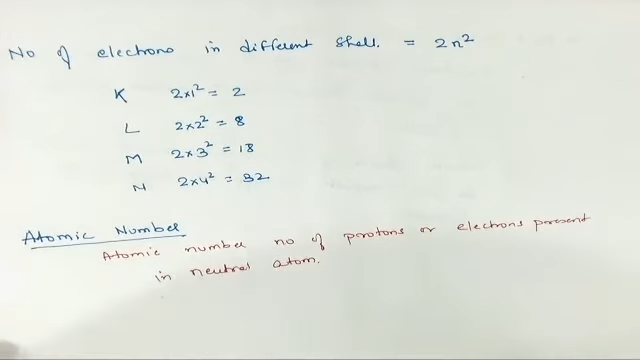 No of electrons in different shell. = 2n²
K 2×1² = 2
L 2×2² = 8
M 2×3² = 18
N 2×4² = 32
Atomic Number
Atomic number no of protons or electrons present
in neutral atom.